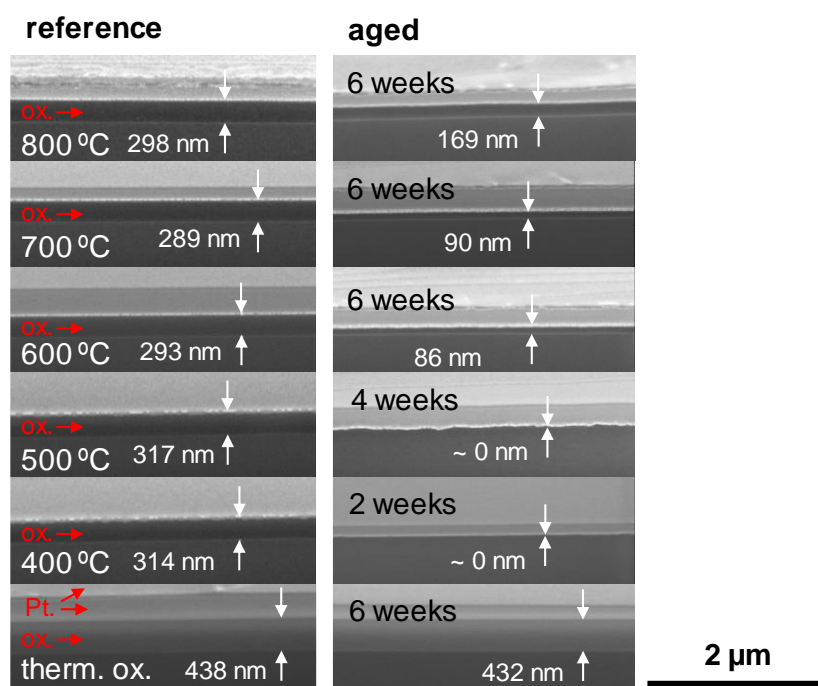 reference
aged
ox.
800 ºC 298 nm
6 weeks
169 nm
ox.
700 ºC 289 nm
6 weeks
90 nm
ox.
600 ºC 293 nm
6 weeks
86 nm
ox.
500 ºC 317 nm
4 weeks
~ 0 nm
ox.
400 ºC 314 nm
2 weeks
~ 0 nm
Pt.
ox.
therm. ox. 438 nm
6 weeks
432 nm
2 µm